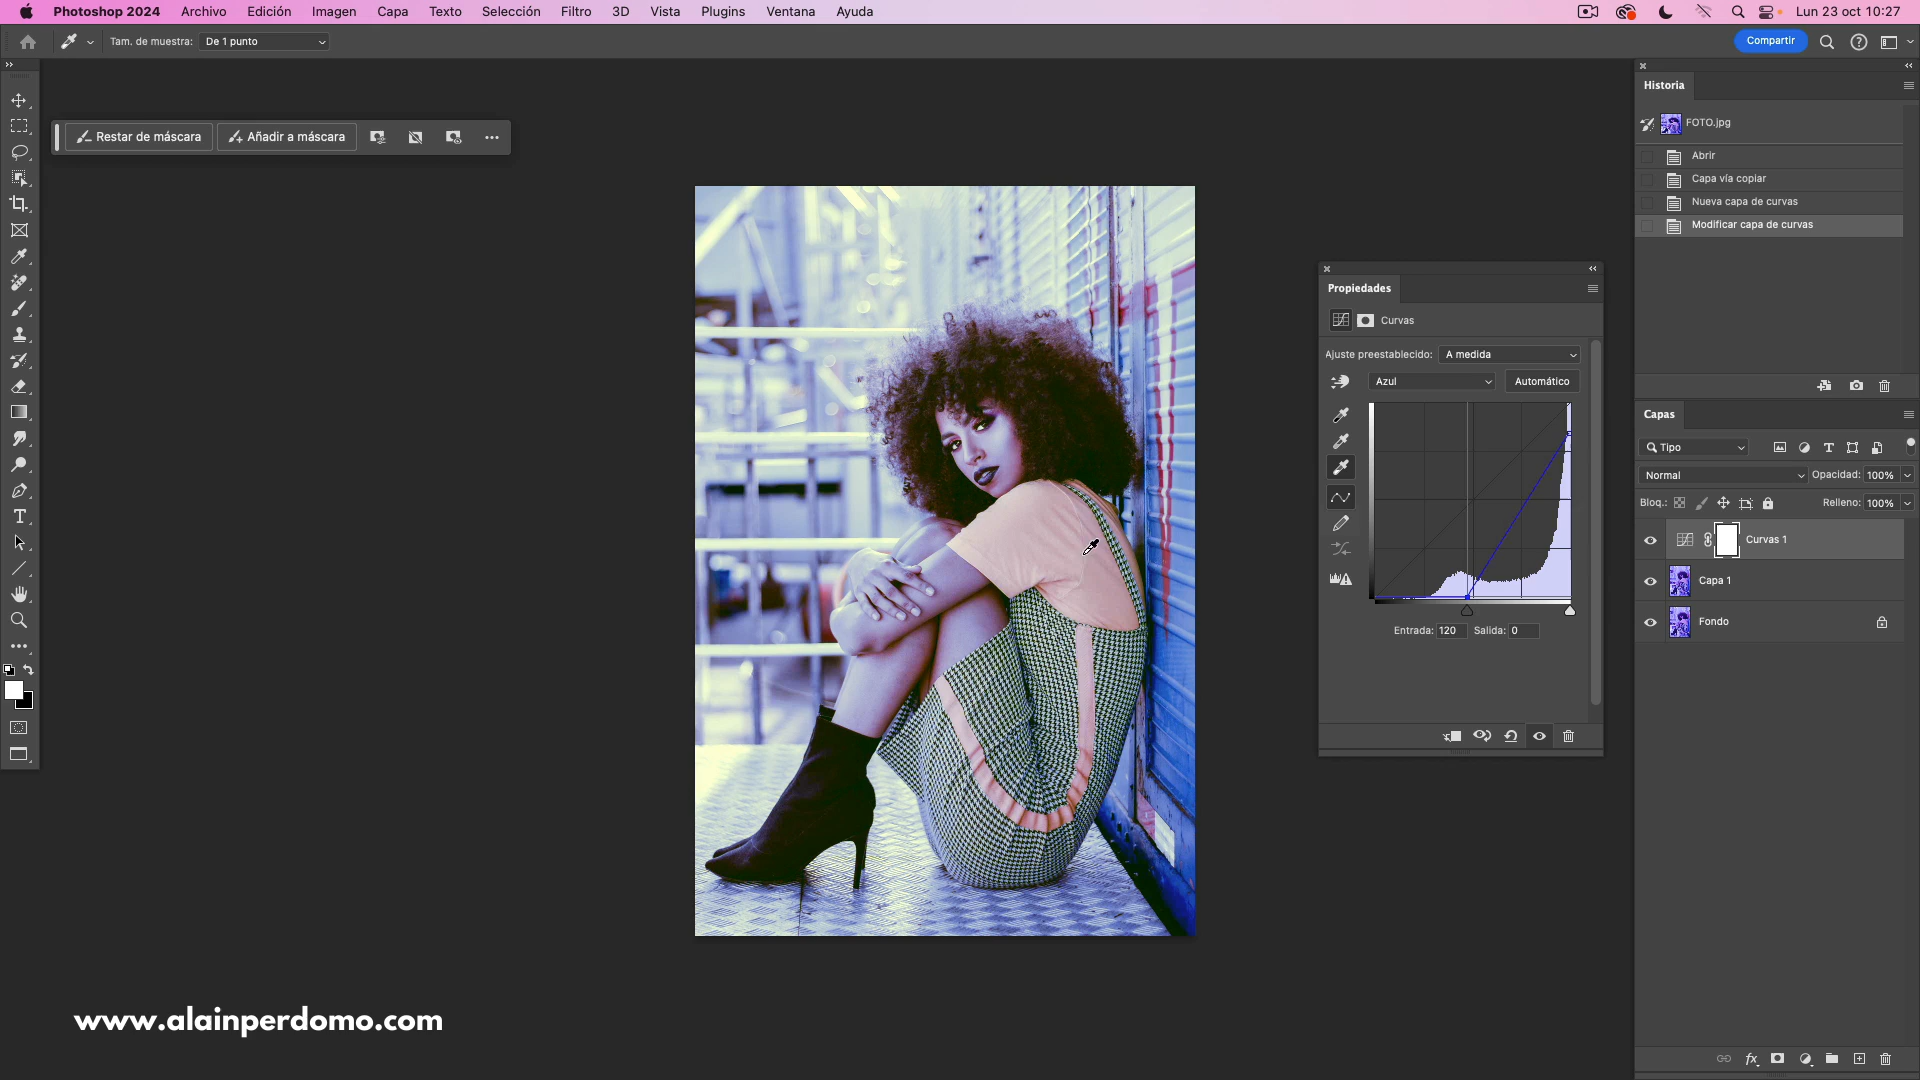 Photoshop 2024 Archivo Edición Imagen Capa Texto Selección Filtro 3D Vista Plugins Ventana Ayuda Lun 23 oct 10:27
Tam. de muestra: De 1 punto Compartir
Restar de máscara Añadir a máscara
Historia
FOTO.jpg
Abrir
Capa vía copiar
Nueva capa de curvas
Modificar capa de curvas
Propiedades
Curvas
Ajuste preestablecido: A medida
Azul Automático
Entrada: 120 Salida: 0
Capas
Tipo
Normal Opacidad: 100%
Bloq.: Relleno: 100%
Curvas 1
Capa 1
Fondo
www.alainperdomo.com